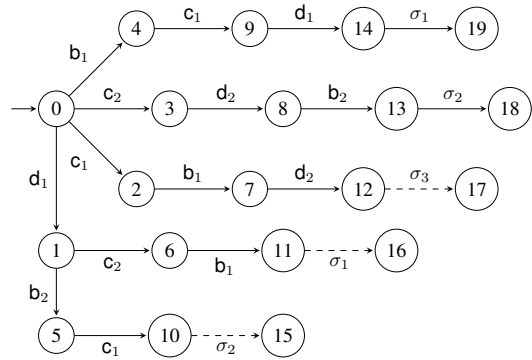 4 c₁ 9 d₁ 14 σ₁ 19
b₁
0 c₂ 3 d₂ 8 b₂ 13 σ₂ 18
c₁
d₁ 2 b₁ 7 d₂ 12 σ₃ 17
1 c₂ 6 b₁ 11 σ₁ 16
b₂
5 c₁ 10 σ₂ 15